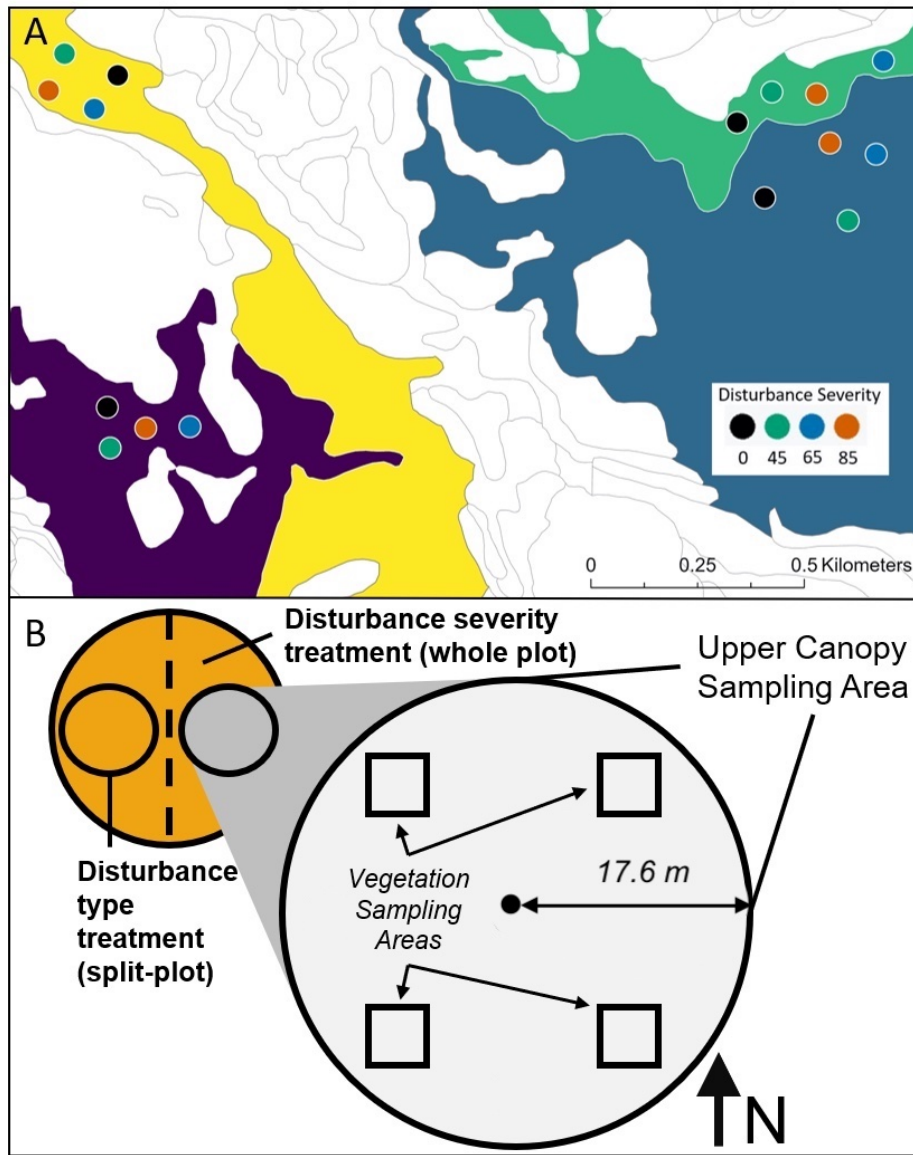 A
Disturbance Severity
0 45 65 85
0 0.25 0.5 Kilometers
B
Disturbance severity
treatment (whole plot)
Upper Canopy
Sampling Area
17.6 m
Vegetation
Sampling
Areas
Disturbance
type
treatment
(split-plot)
N